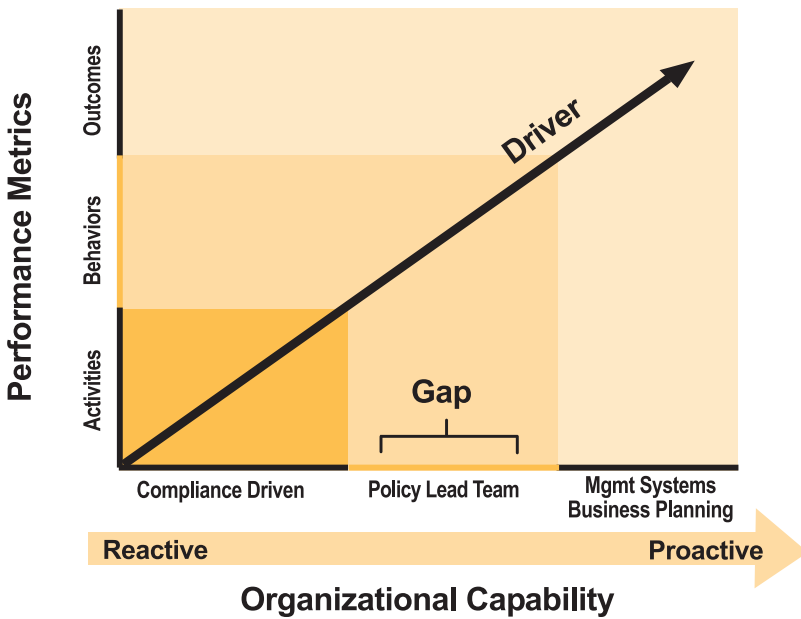 Performance Metrics
Outcomes
Behaviors
Activities
Driver
Gap
Compliance Driven
Policy Lead Team
Mgmt Systems
Business Planning
Reactive
Proactive
Organizational Capability